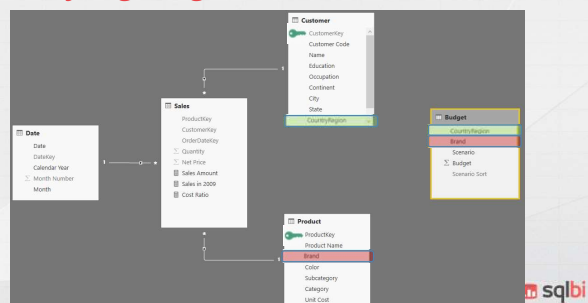 Customer
CustomerKey
Customer Code
Name
Education
Occupation
Continent
City
State
CountryRegion
Sales
ProductKey
CustomerKey
OrderDateKey
Quantity
Net Price
Sales Amount
Sales in 2009
Cost Ratio
Date
Date
DateKey
Calendar Year
Month Number
Month
1
*
*
1
*
1
Budget
CountryRegion
Brand
Scenario
Budget
Scenario Sort
Product
ProductKey
Product Name
Brand
Color
Subcategory
Category
Unit Cost
sqlbi